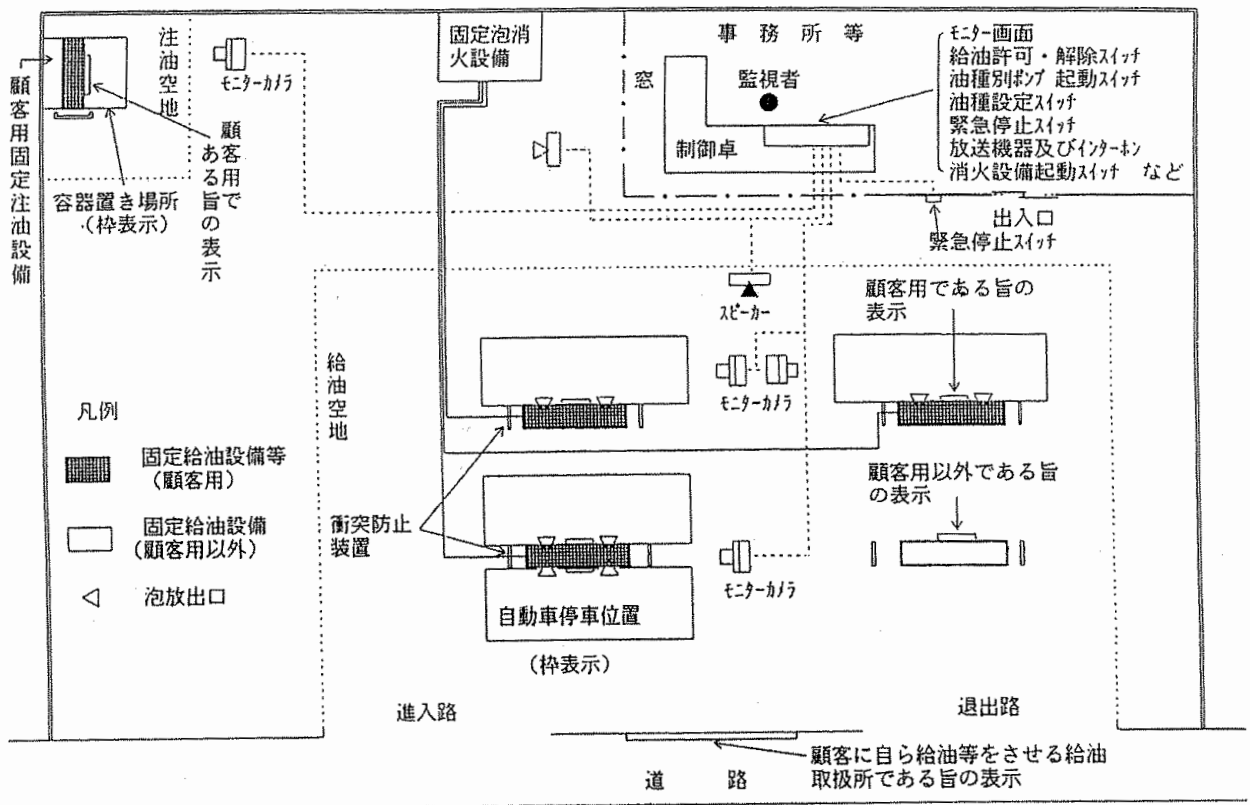 顧客用固定注油設備
注油空地
モニターカメラ
容器置き場所
(枠表示)
顧客用で
ある旨の表示
固定泡消
火設備
事務所等
窓
監視者
制御卓
モニター画面
給油許可・解除スイッチ
油種別ポンプ起動スイッチ
油種設定スイッチ
緊急停止スイッチ
放送機器及びインターホン
消火設備起動スイッチ など
出入口
緊急停止スイッチ
スピーカー
顧客用である旨の
表示
給油空地
モニターカメラ
凡例
固定給油設備等
(顧客用)
固定給油設備
(顧客用以外)
泡放出口
衝突防止
装置
顧客用以外である旨
の表示
モニターカメラ
自動車停車位置
(枠表示)
進入路
退出路
顧客に自ら給油等をさせる給油
取扱所である旨の表示
道路